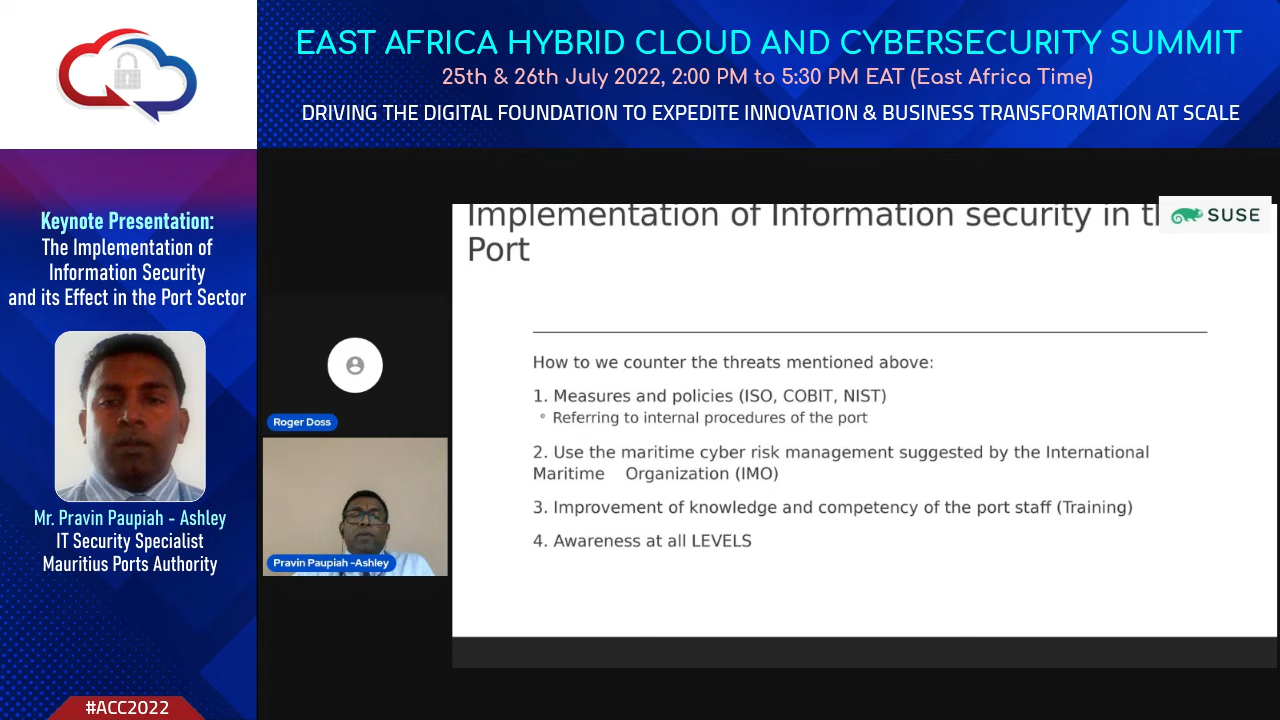 EAST AFRICA HYBRID CLOUD AND CYBERSECURITY SUMMIT
25th & 26th July 2022, 2:00 PM to 5:30 PM EAT (East Africa Time)
DRIVING THE DIGITAL FOUNDATION TO EXPEDITE INNOVATION & BUSINESS TRANSFORMATION AT SCALE
Keynote Presentation:
The Implementation of
Information Security
and its Effect in the Port Sector
Mr. Pravin Paupiah - Ashley
IT Security Specialist
Mauritius Ports Authority
#ACC2022
Roger Doss
Pravin Paupiah -Ashley
Implementation of Information security in
Port
SUSE
How to we counter the threats mentioned above:
1. Measures and policies (ISO, COBIT, NIST)
° Referring to internal procedures of the port
2. Use the maritime cyber risk management suggested by the International
Maritime Organization (IMO)
3. Improvement of knowledge and competency of the port staff (Training)
4. Awareness at all LEVELS